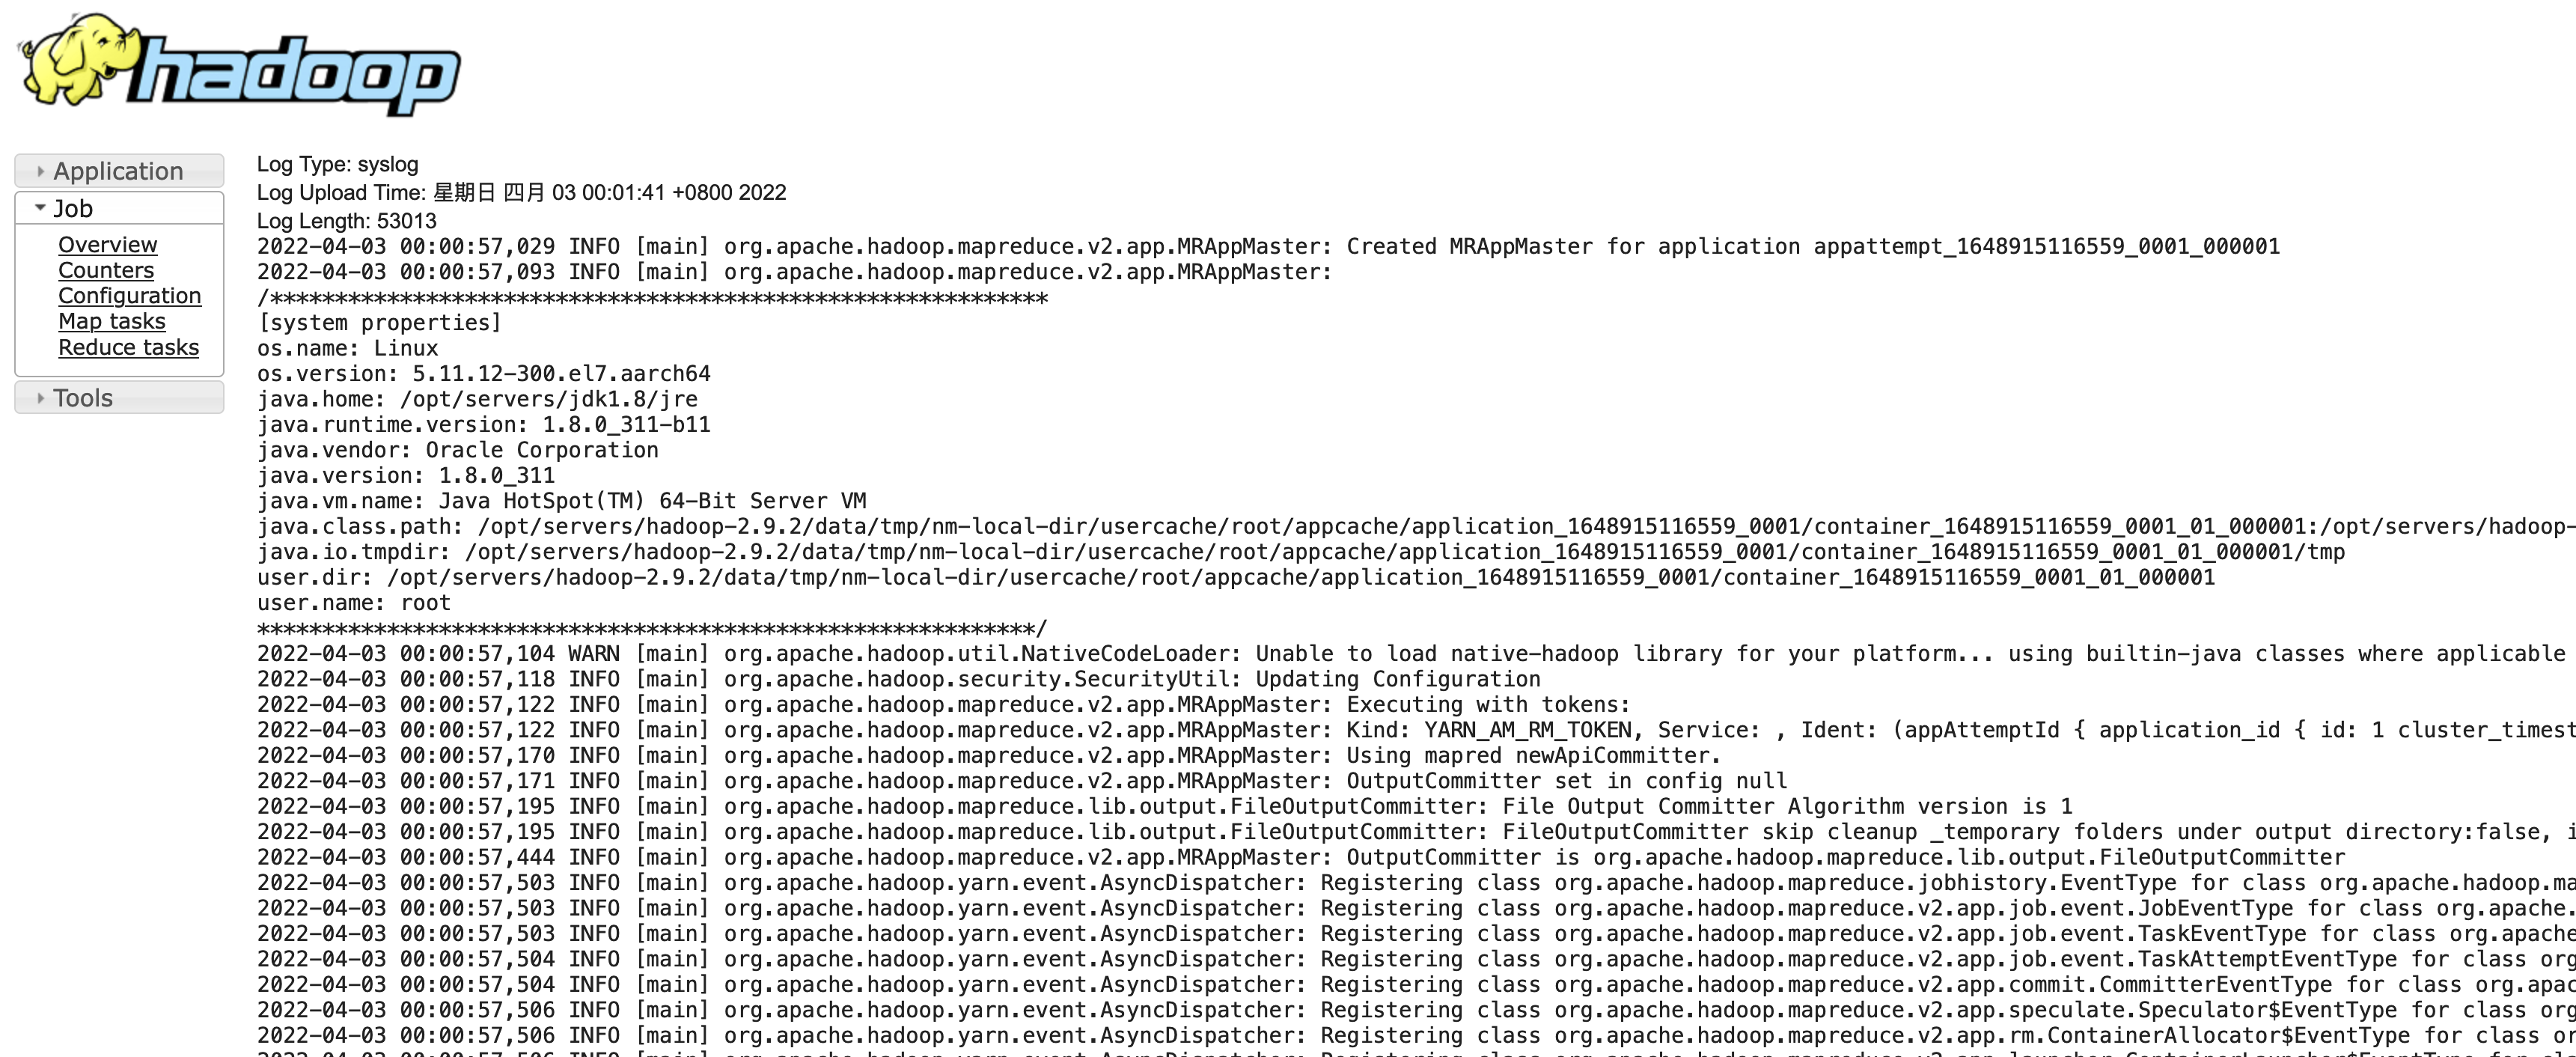 hadoop
Application
Job
Overview
Counters
Configuration
Map tasks
Reduce tasks
Tools
Log Type: syslog
Log Upload Time: 星期日 四月 03 00:01:41 +0800 2022
Log Length: 53013
2022-04-03 00:00:57,029 INFO [main] org.apache.hadoop.mapreduce.v2.app.MRAppMaster: Created MRAppMaster for application appattempt_1648915116559_0001_000001
2022-04-03 00:00:57,093 INFO [main] org.apache.hadoop.mapreduce.v2.app.MRAppMaster:
/************************************************************
[system properties]
os.name: Linux
os.version: 5.11.12-300.el7.aarch64
java.home: /opt/servers/jdk1.8/jre
java.runtime.version: 1.8.0_311-b11
java.vendor: Oracle Corporation
java.version: 1.8.0_311
java.vm.name: Java HotSpot(TM) 64-Bit Server VM
java.class.path: /opt/servers/hadoop-2.9.2/data/tmp/nm-local-dir/usercache/root/appcache/application_1648915116559_0001/container_1648915116559_0001_01_000001:/opt/servers/hadoop-
java.io.tmpdir: /opt/servers/hadoop-2.9.2/data/tmp/nm-local-dir/usercache/root/appcache/application_1648915116559_0001/container_1648915116559_0001_01_000001/tmp
user.dir: /opt/servers/hadoop-2.9.2/data/tmp/nm-local-dir/usercache/root/appcache/application_1648915116559_0001/container_1648915116559_0001_01_000001
user.name: root
************************************************************/
2022-04-03 00:00:57,104 WARN [main] org.apache.hadoop.util.NativeCodeLoader: Unable to load native-hadoop library for your platform... using builtin-java classes where applicable
2022-04-03 00:00:57,118 INFO [main] org.apache.hadoop.security.SecurityUtil: Updating Configuration
2022-04-03 00:00:57,122 INFO [main] org.apache.hadoop.mapreduce.v2.app.MRAppMaster: Executing with tokens:
2022-04-03 00:00:57,122 INFO [main] org.apache.hadoop.mapreduce.v2.app.MRAppMaster: Kind: YARN_AM_RM_TOKEN, Service: , Ident: (appAttemptId { application_id { id: 1 cluster_timest
2022-04-03 00:00:57,170 INFO [main] org.apache.hadoop.mapreduce.v2.app.MRAppMaster: Using mapred newApiCommitter.
2022-04-03 00:00:57,171 INFO [main] org.apache.hadoop.mapreduce.v2.app.MRAppMaster: OutputCommitter set in config null
2022-04-03 00:00:57,195 INFO [main] org.apache.hadoop.mapreduce.lib.output.FileOutputCommitter: File Output Committer Algorithm version is 1
2022-04-03 00:00:57,195 INFO [main] org.apache.hadoop.mapreduce.lib.output.FileOutputCommitter: FileOutputCommitter skip cleanup _temporary folders under output directory:false, i
2022-04-03 00:00:57,444 INFO [main] org.apache.hadoop.mapreduce.v2.app.MRAppMaster: OutputCommitter is org.apache.hadoop.mapreduce.lib.output.FileOutputCommitter
2022-04-03 00:00:57,503 INFO [main] org.apache.hadoop.yarn.event.AsyncDispatcher: Registering class org.apache.hadoop.mapreduce.jobhistory.EventType for class org.apache.hadoop.ma
2022-04-03 00:00:57,503 INFO [main] org.apache.hadoop.yarn.event.AsyncDispatcher: Registering class org.apache.hadoop.mapreduce.v2.app.job.event.JobEventType for class org.apache.
2022-04-03 00:00:57,503 INFO [main] org.apache.hadoop.yarn.event.AsyncDispatcher: Registering class org.apache.hadoop.mapreduce.v2.app.job.event.TaskEventType for class org.apache
2022-04-03 00:00:57,504 INFO [main] org.apache.hadoop.yarn.event.AsyncDispatcher: Registering class org.apache.hadoop.mapreduce.v2.app.job.event.TaskAttemptEventType for class org
2022-04-03 00:00:57,504 INFO [main] org.apache.hadoop.yarn.event.AsyncDispatcher: Registering class org.apache.hadoop.mapreduce.v2.app.commit.CommitterEventType for class org.apac
2022-04-03 00:00:57,506 INFO [main] org.apache.hadoop.yarn.event.AsyncDispatcher: Registering class org.apache.hadoop.mapreduce.v2.app.speculate.Speculator$EventType for class org
2022-04-03 00:00:57,506 INFO [main] org.apache.hadoop.yarn.event.AsyncDispatcher: Registering class org.apache.hadoop.mapreduce.v2.app.rm.ContainerAllocator$EventType for class or